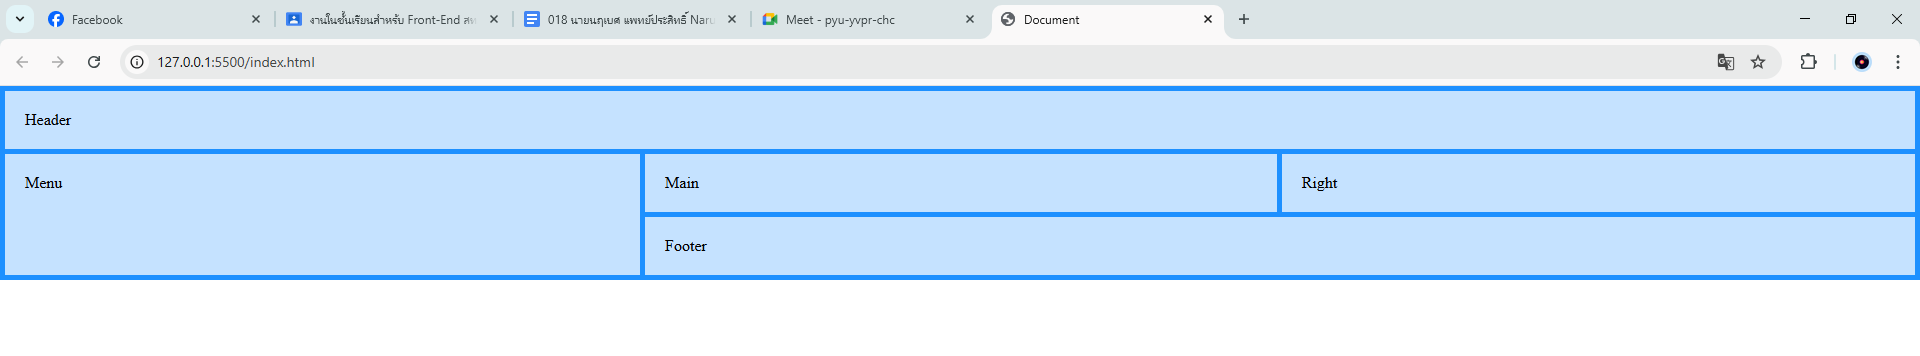 Facebook
งานในชั้นเรียนสำหรับ Front-End
018 นายนฤเบศ แพทย์ประสิทธิ์ Naru
Meet - pyu-yvpr-chc
Document
127.0.0.1:5500/index.html
Header
Menu
Main
Right
Footer